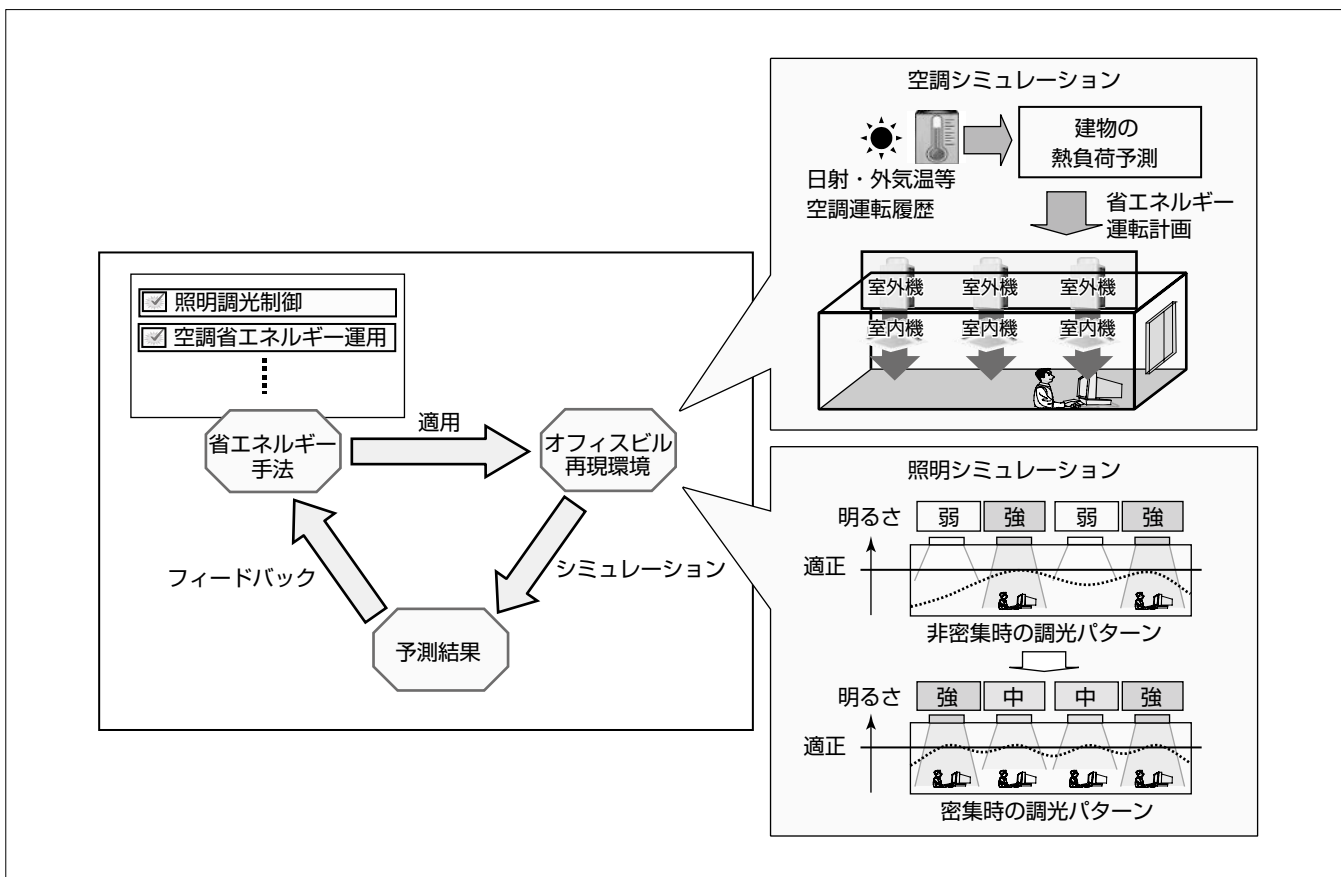 照明調光制御
空調省エネルギー運用
省エネルギー
手法
適用
オフィスビル
再現環境
シミュレーション
予測結果
フィードバック
空調シミュレーション
建物の
熱負荷予測
日射・外気温等
空調運転履歴
省エネルギー
運転計画
室外機 室外機 室外機
室内機 室内機 室内機
照明シミュレーション
明るさ 弱 強 弱 強
適正
非密集時の調光パターン
明るさ 強 中 中 強
適正
密集時の調光パターン